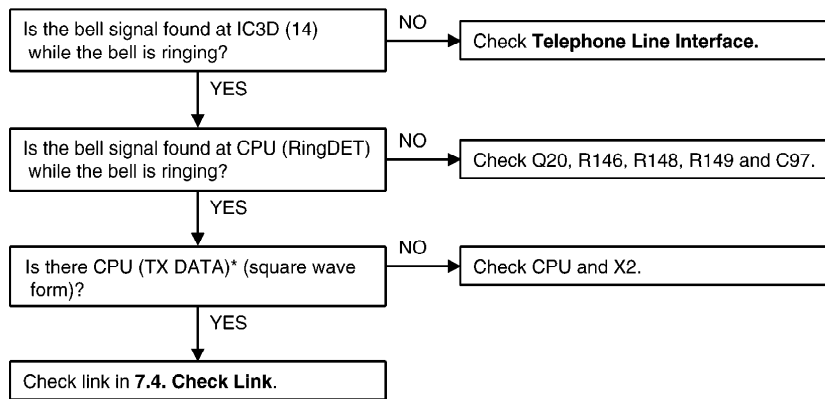 Is the bell signal found at IC3D (14)
while the bell is ringing?
NO
Check Telephone Line Interface.
YES
Is the bell signal found at CPU (RingDET)
while the bell is ringing?
NO
Check Q20, R146, R148, R149 and C97.
YES
Is there CPU (TX DATA)* (square wave
form)?
NO
Check CPU and X2.
YES
Check link in 7.4. Check Link.